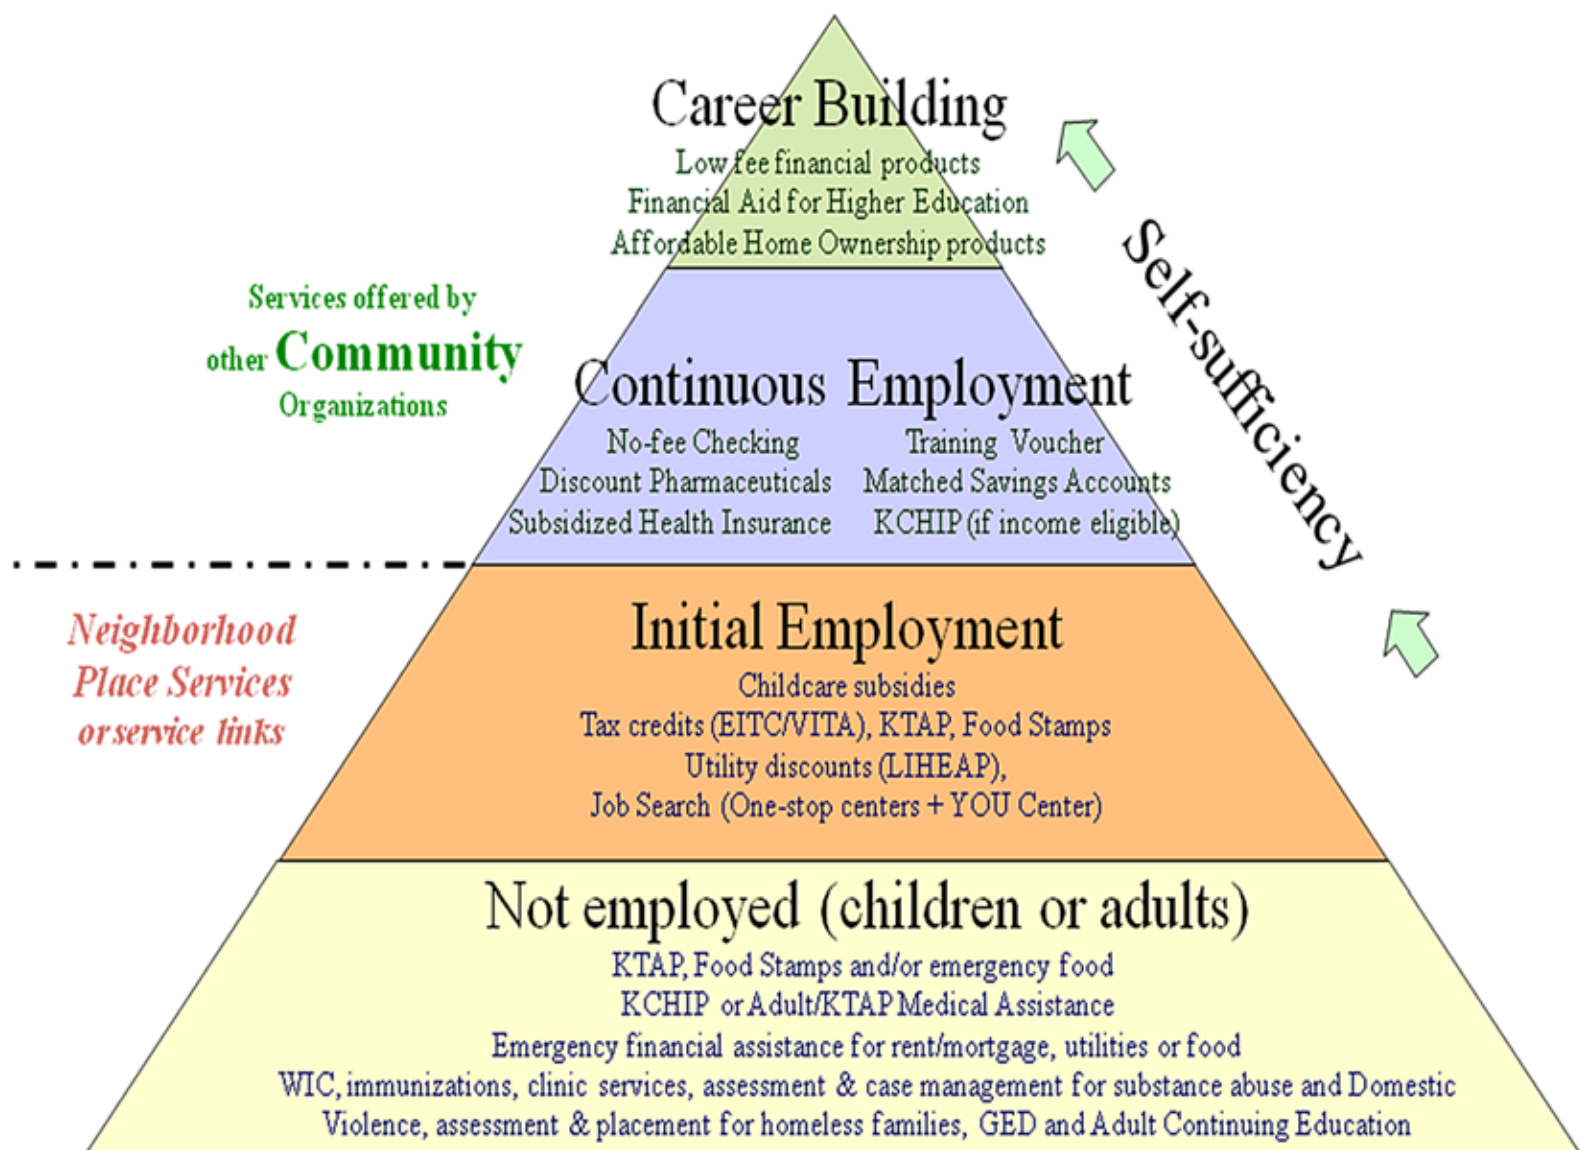 Career Building
Low fee financial products
Financial Aid for Higher Education
Affordable Home Ownership products
Services offered by
other Community
Organizations
Continuous Employment
No-fee Checking Training Voucher
Discount Pharmaceuticals Matched Savings Accounts
Subsidized Health Insurance KCHIP (if income eligible)
Self-sufficiency
Neighborhood
Place Services
or service links
Initial Employment
Childcare subsidies
Tax credits (EITC/VITA), KTAP, Food Stamps
Utility discounts (LIHEAP),
Job Search (One-stop centers + YOU Center)
Not employed (children or adults)
KTAP, Food Stamps and/or emergency food
KCHIP or Adult/KTAP Medical Assistance
Emergency financial assistance for rent/mortgage, utilities or food
WIC, immunizations, clinic services, assessment & case management for substance abuse and Domestic
Violence, assessment & placement for homeless families, GED and Adult Continuing Education